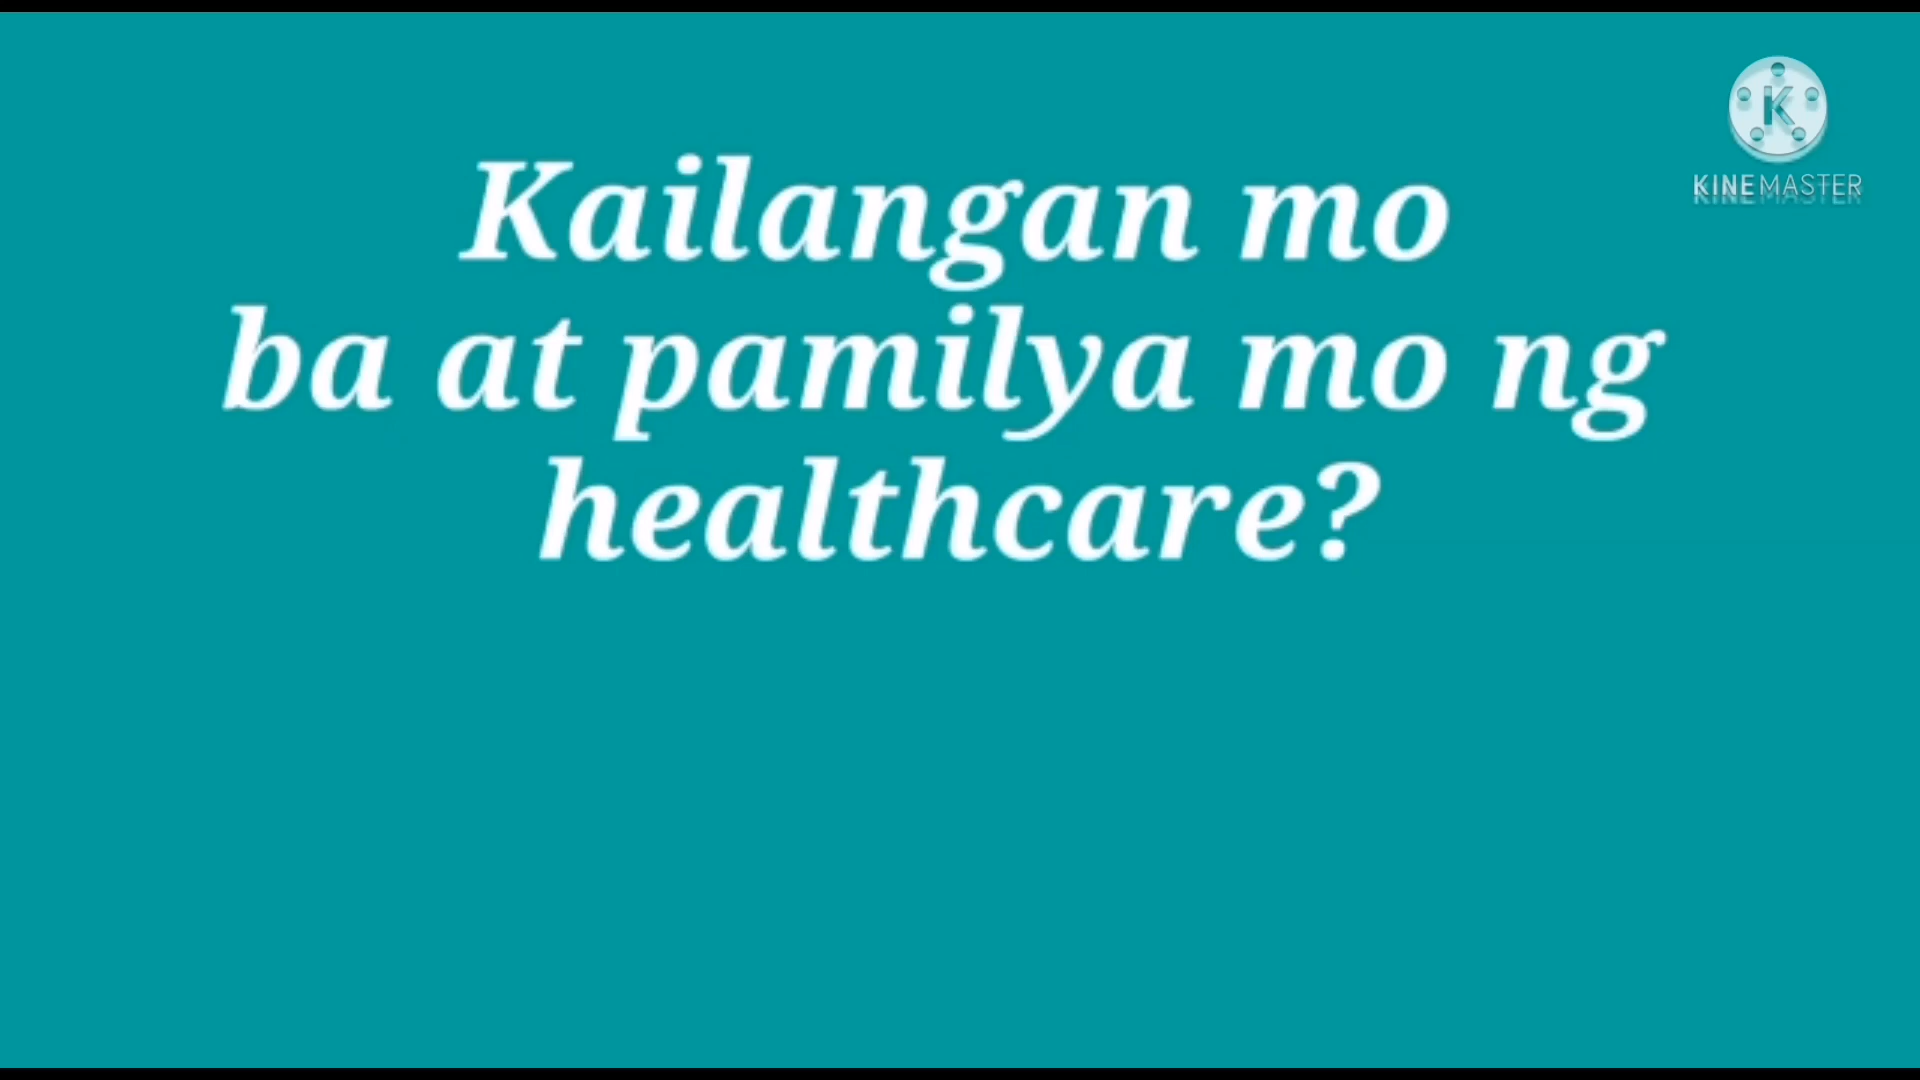 K
KINEMASTER
Kailangan mo
ba at pamilya mo ng
healthcare?